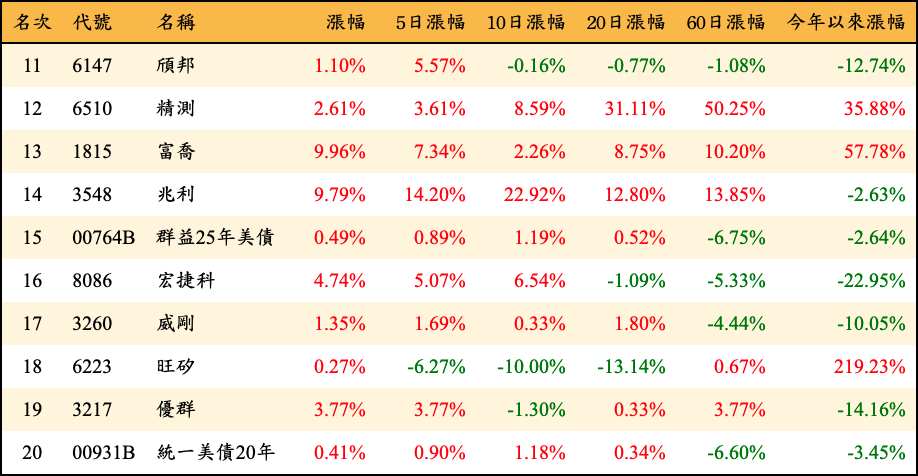 名次 代號 名稱 漲幅 5日漲幅 10日漲幅 20日漲幅 60日漲幅 今年以來漲幅
11 6147 頎邦 1.10% 5.57% -0.16% -0.77% -1.08% -12.74%
12 6510 精測 2.61% 3.61% 8.59% 31.11% 50.25% 35.88%
13 1815 富喬 9.96% 7.34% 2.26% 8.75% 10.20% 57.78%
14 3548 兆利 9.79% 14.20% 22.92% 12.80% 13.85% -2.63%
15 00764B 群益25年美債 0.49% 0.89% 1.19% 0.52% -6.75% -2.64%
16 8086 宏捷科 4.74% 5.07% 6.54% -1.09% -5.33% -22.95%
17 3260 威剛 1.35% 1.69% 0.33% 1.80% -4.44% -10.05%
18 6223 旺矽 0.27% -6.27% -10.00% -13.14% 0.67% 219.23%
19 3217 優群 3.77% 3.77% -1.30% 0.33% 3.77% -14.16%
20 00931B 統一美債20年 0.41% 0.90% 1.18% 0.34% -6.60% -3.45%